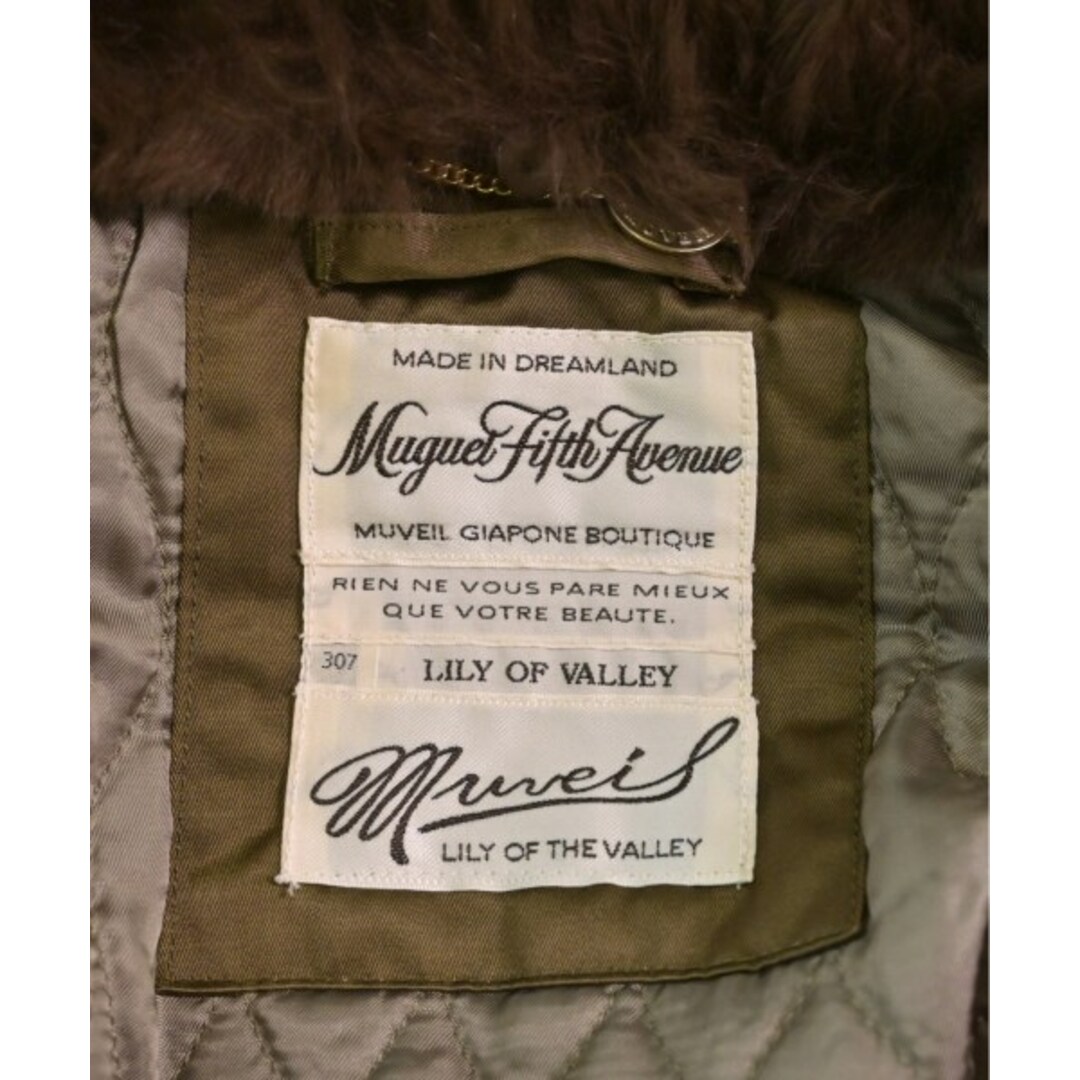 MADE IN DREAMLAND
Muguet Fifth Avenue
MUVEIL GIAPONE BOUTIQUE
RIEN NE VOUS PARE MIEUX
QUE VOTRE BEAUTE.
307 LILY OF VALLEY
Muveil
LILY OF THE VALLEY